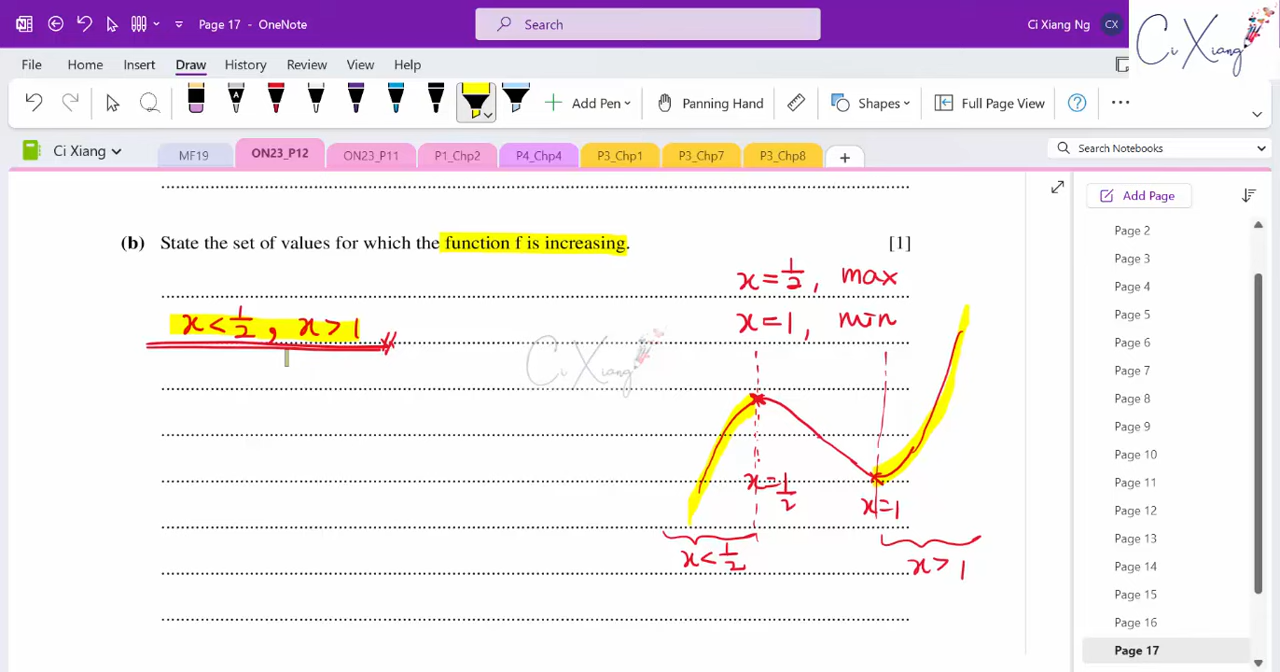 Page 17 - OneNote
Search
Ci Xiang Ng
CX
Ci Xiang
File Home Insert Draw History Review View Help
Add Pen
Panning Hand
Shapes
Full Page View
Ci Xiang
MF19
ON23_P12
ON23_P11
P1_Chp2
P4_Chp4
P3_Chp1
P3_Chp7
P3_Chp8
Search Notebooks
Add Page
Page 2
Page 3
Page 4
Page 5
Page 6
Page 7
Page 8
Page 9
Page 10
Page 11
Page 12
Page 13
Page 14
Page 15
Page 16
Page 17
(b) State the set of values for which the function f is increasing. [1]
x = 1/2, max
x < 1/2, x > 1
x = 1, min
Ci Xiang
x = 1/2
x = 1
x < 1/2
x > 1